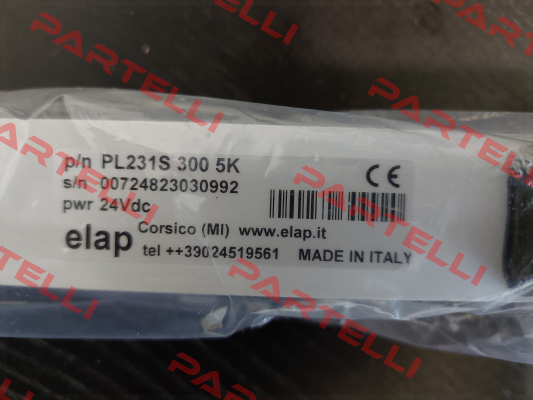 PARTELLI
PARTELLI
PARTELLI
p/n PL231S 300 5K
s/n 00724823030992
pwr 24Vdc
CE
elap
Corsico (MI) www.elap.it
tel ++39024519561 MADE IN ITALY
PARTELLI
PARTELLI
PARTELLI